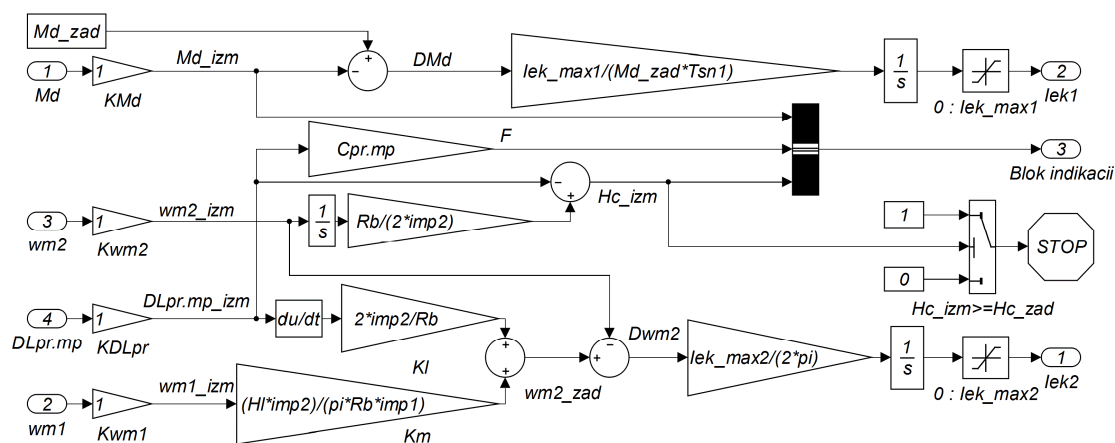 Md_zad
Md_izm
DMd
Iek_max1/(Md_zad*Tsn1)
1
s
1
Md
1
KMd
0 : Iek_max1
2
Iek1
Cpr.mp
F
3
Blok indikacii
Hc_izm
3
wm2
1
Kwm2
wm2_izm
1
s
Rb/(2*imp2)
1
0
STOP
Hc_izm>=Hc_zad
4
DLpr.mp
1
KDLpr
DLpr.mp_izm
du/dt
2*imp2/Rb
Kl
Dwm2
Iek_max2/(2*pi)
1
s
0 : Iek_max2
1
Iek2
wm2_zad
2
wm1
1
Kwm1
wm1_izm
(Hl*imp2)/(pi*Rb*imp1)
Km
+
−
−
+
+
+
−
+